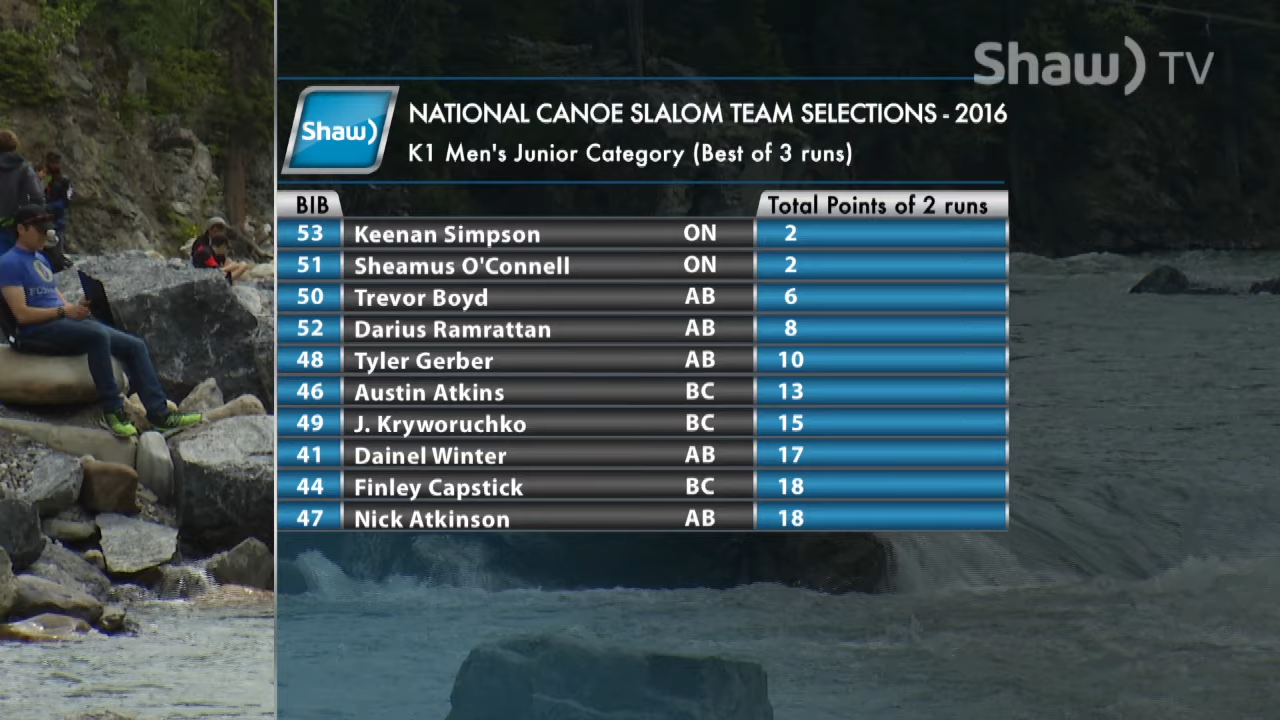 Shaw) TV
Shaw)
NATIONAL CANOE SLALOM TEAM SELECTIONS - 2016
K1 Men's Junior Category (Best of 3 runs)
BIB Total Points of 2 runs
53 Keenan Simpson ON 2
51 Sheamus O'Connell ON 2
50 Trevor Boyd AB 6
52 Darius Ramrattan AB 8
48 Tyler Gerber AB 10
46 Austin Atkins BC 13
49 J. Kryworuchko BC 15
41 Dainel Winter AB 17
44 Finley Capstick BC 18
47 Nick Atkinson AB 18